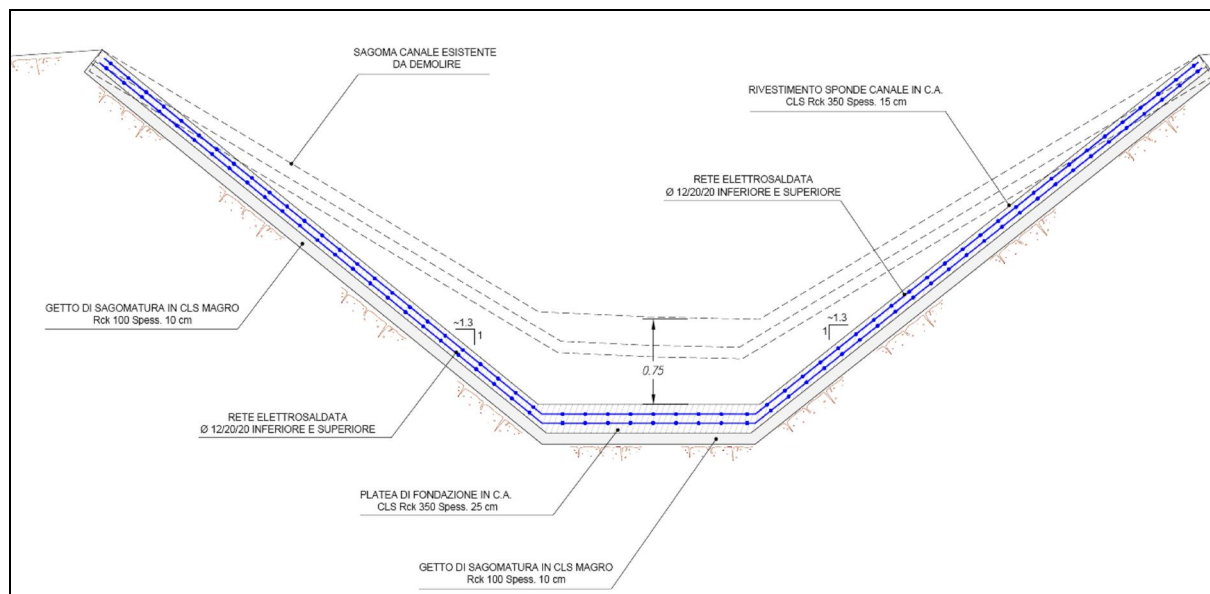 SAGOMA CANALE ESISTENTE
DA DEMOLIRE
RIVESTIMENTO SPONDE CANALE IN C.A.
CLS Rck 350 Spess. 15 cm
RETE ELETTROSALDATA
Ø 12/20/20 INFERIORE E SUPERIORE
GETTO DI SAGOMATURA IN CLS MAGRO
Rck 100 Spess. 10 cm
~1.3
1
~1.3
1
0.75
RETE ELETTROSALDATA
Ø 12/20/20 INFERIORE E SUPERIORE
PLATEA DI FONDAZIONE IN C.A.
CLS Rck 350 Spess. 25 cm
GETTO DI SAGOMATURA IN CLS MAGRO
Rck 100 Spess. 10 cm